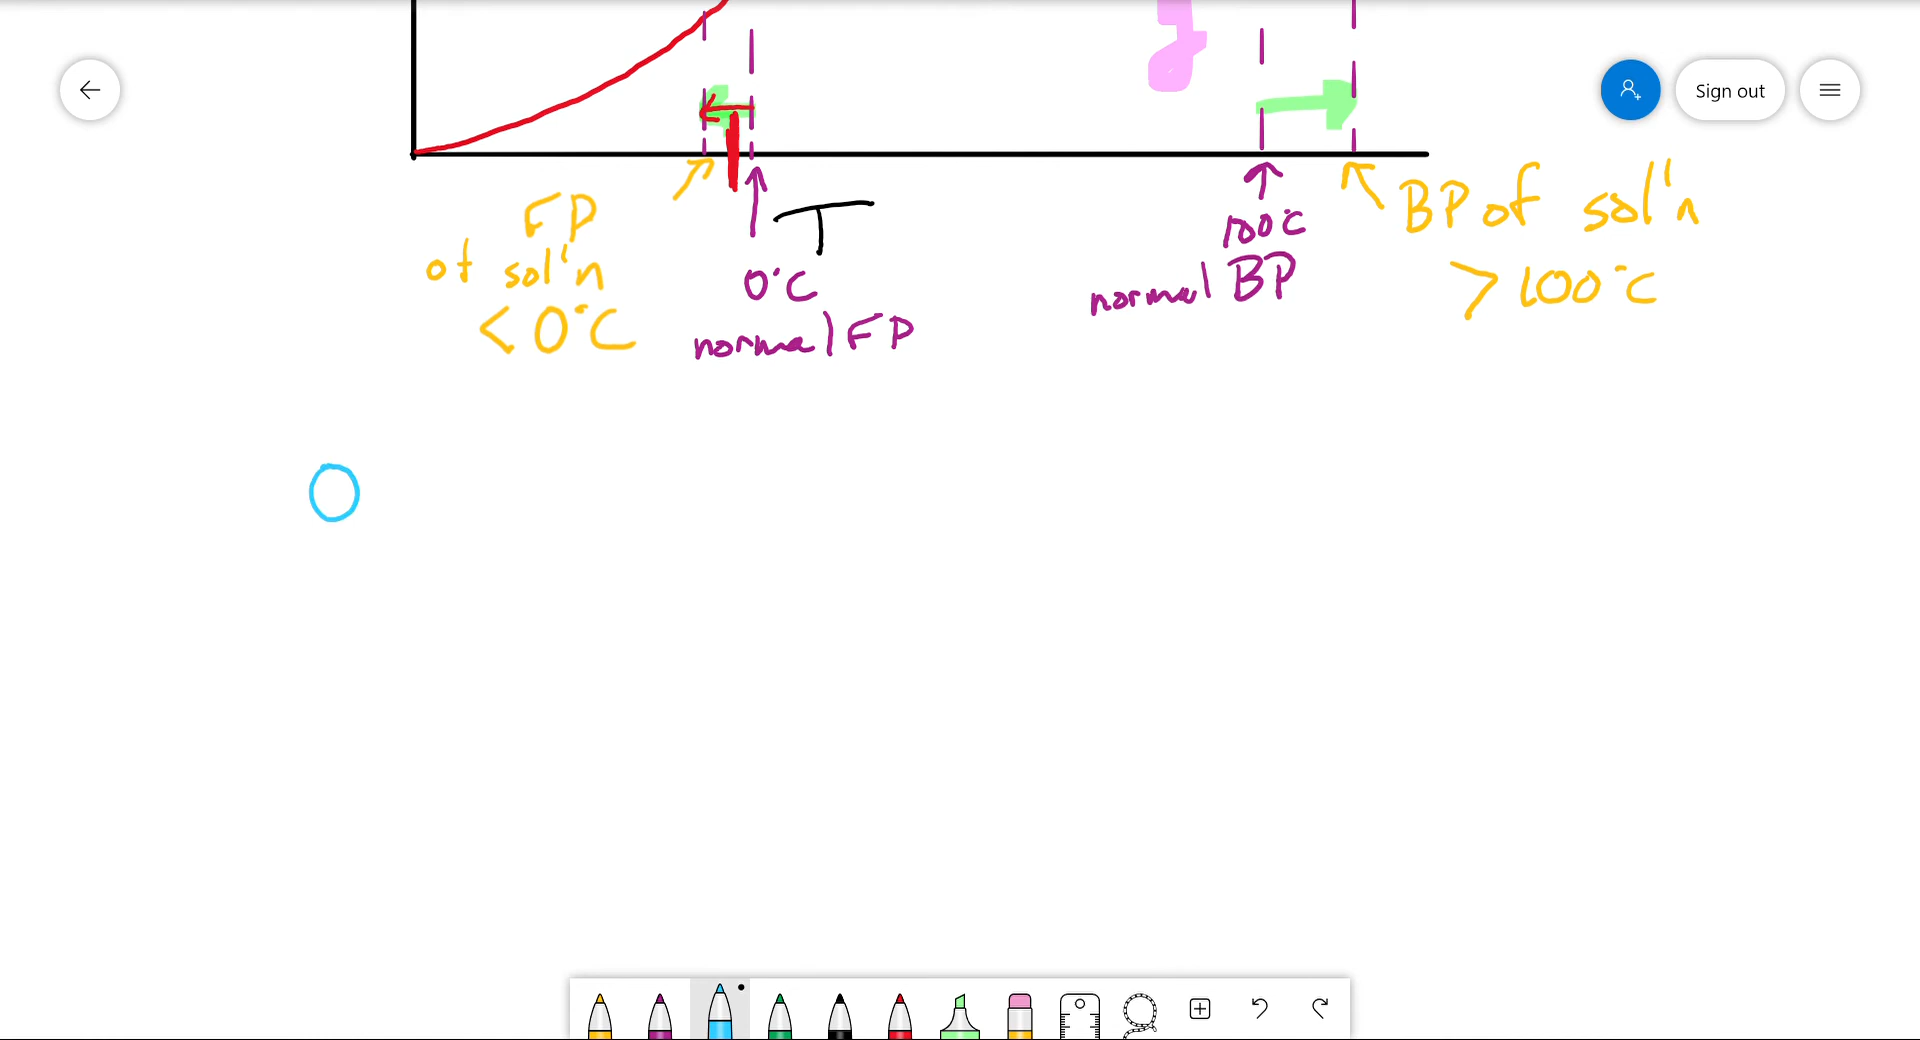 Sign out
FP
of sol'n
< 0°C
T
0°C
normal FP
100°C
normal BP
BP of sol'n
> 100°C